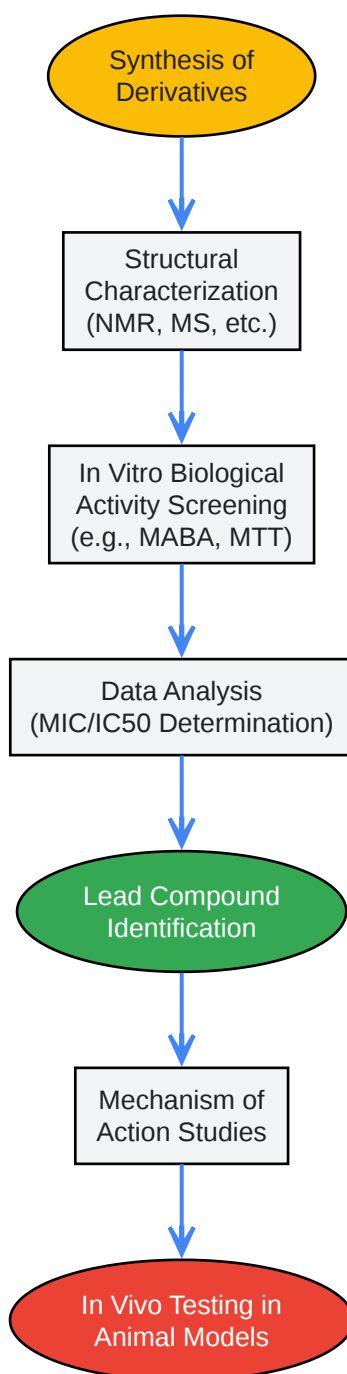 Synthesis of
Derivatives
Structural
Characterization
(NMR, MS, etc.)
In Vitro Biological
Activity Screening
(e.g., MABA, MTT)
Data Analysis
(MIC/IC50 Determination)
Lead Compound
Identification
Mechanism of
Action Studies
In Vivo Testing in
Animal Models